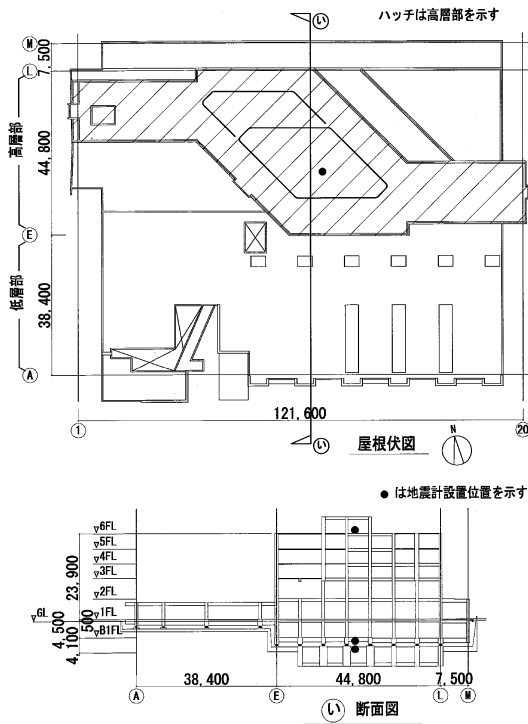 ハッチは高層部を示す
い
M
7,500
L
高層部
44,800
E
低層部
38,400
A
121,600
1
20
い
屋根伏図
N
●は地震計設置位置を示す
6FL
5FL
4FL
3FL
2FL
1FL
B1FL
GL
23,900
500
4,500
4,100
38,400
44,800
7,500
A
E
L
M
い 断面図